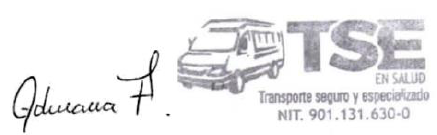 Adriana A.
TSE
EN SALUD
Transporte seguro y especializado
NIT. 901.131.630-0